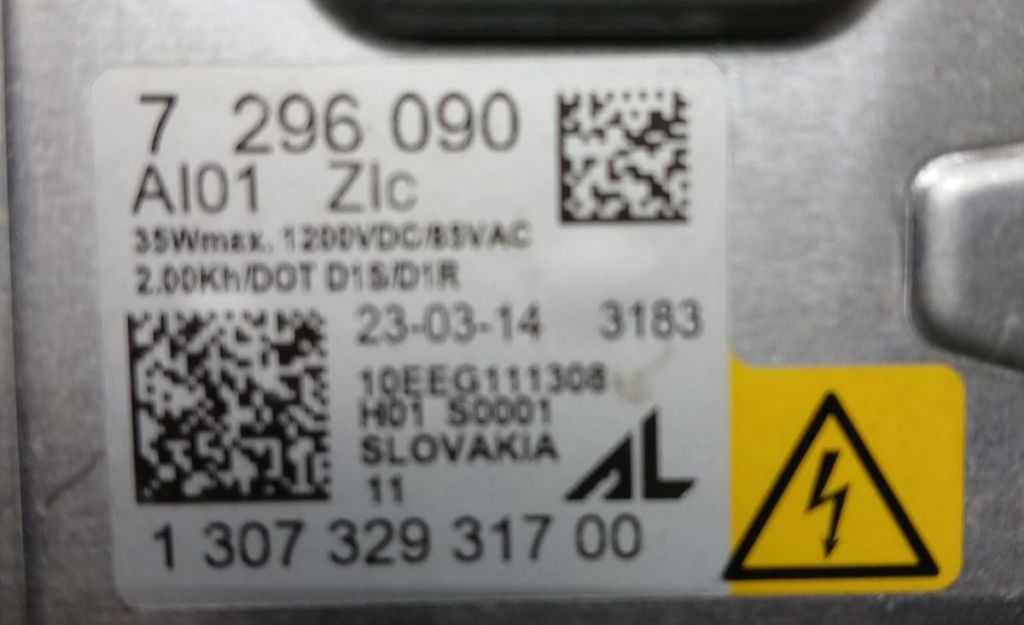 7 296 090
AI01 Zlc
35Wmax. 1200VDC/85VAC
2.00Kh/DOT D1S/D1R
23-03-14 3183
10EEG111308
H01 S0001
SLOVAKIA
11
AL
1 307 329 317 00